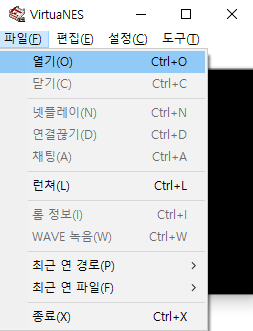 VirtuaNES
파일(F) 편집(E) 설정(C) 도구(T)
열기(O) Ctrl+O
닫기(C) Ctrl+C
넷플레이(N) Ctrl+N
연결끊기(D) Ctrl+D
채팅(A) Ctrl+A
런쳐(L) Ctrl+L
롬 정보(I) Ctrl+I
WAVE 녹음(W) Ctrl+W
최근 연 경로(P)
최근 연 파일(F)
종료(X) Ctrl+X